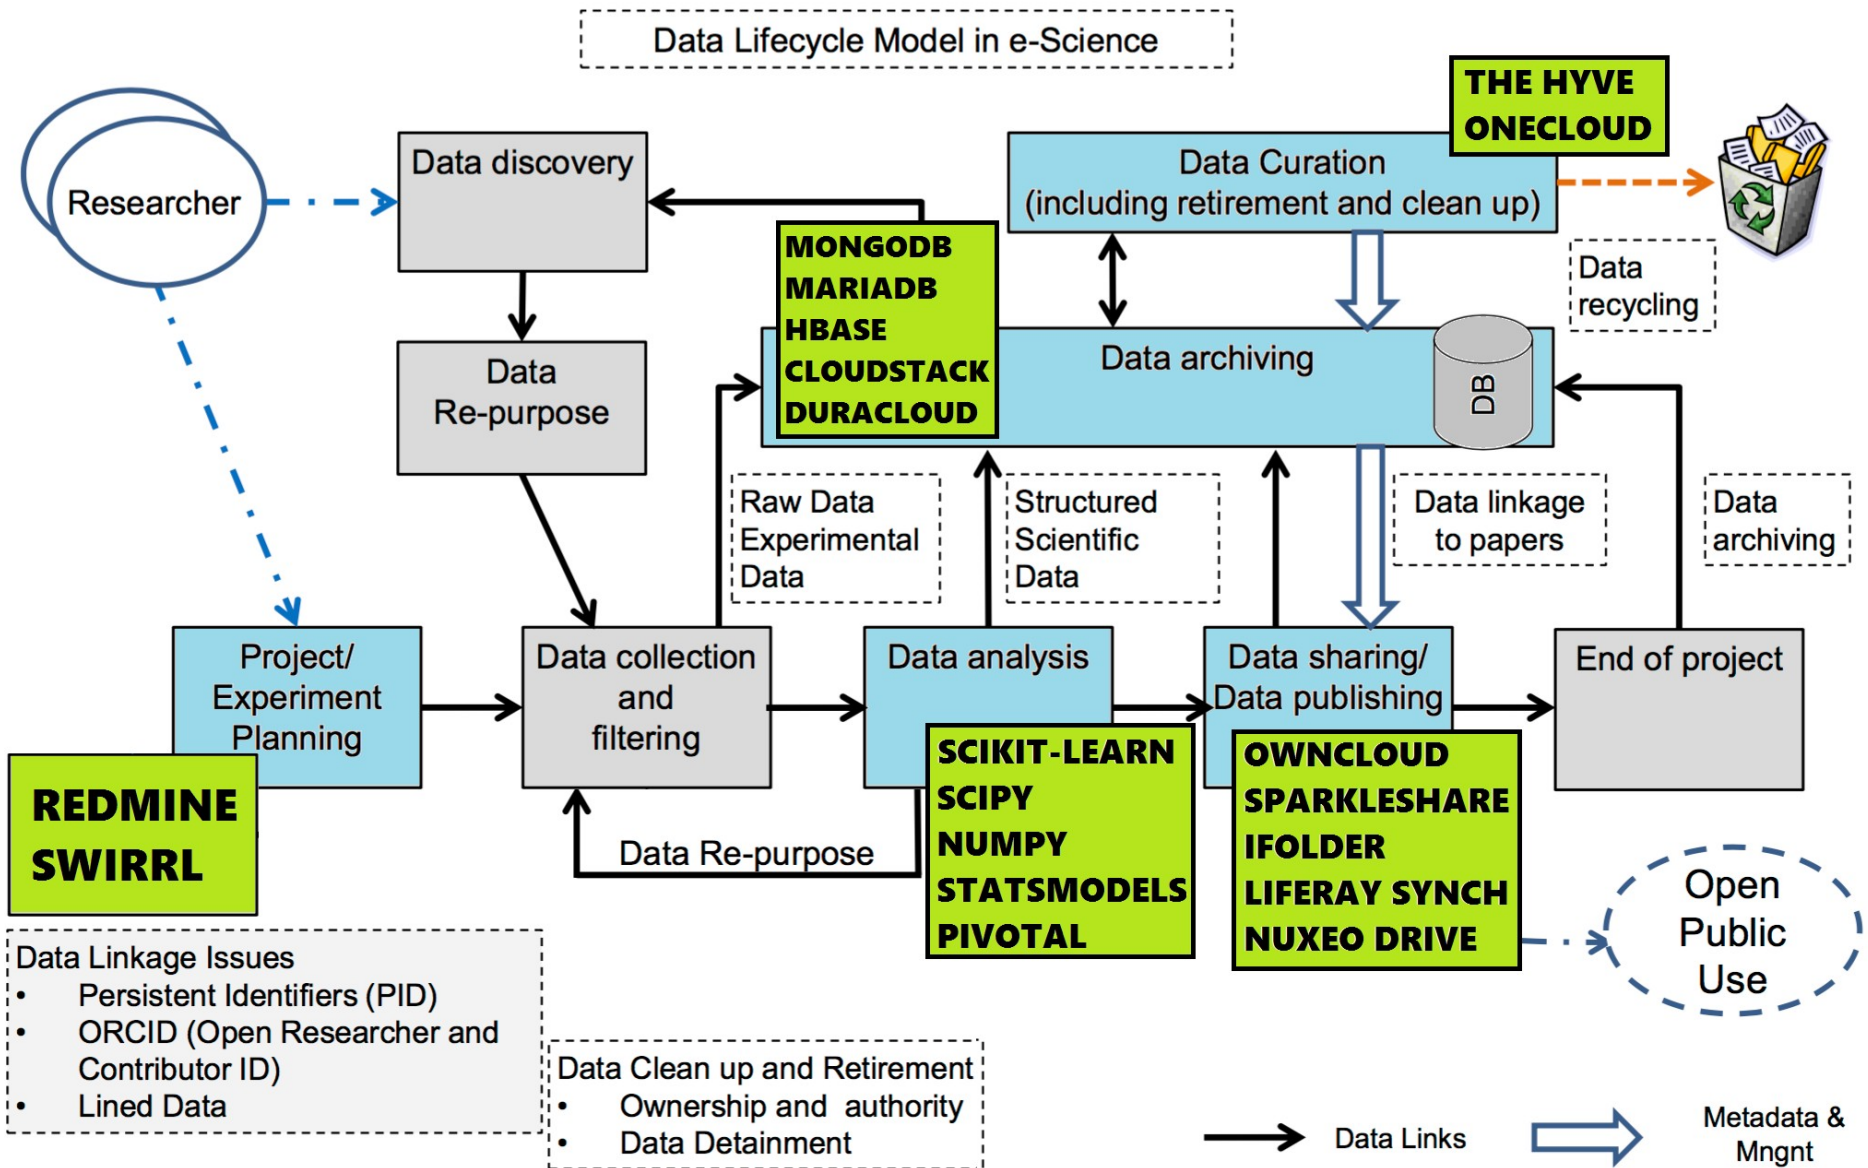 Data Lifecycle Model in e-Science
THE HYVE
ONECLOUD
Researcher
Data discovery
Data Curation
(including retirement and clean up)
MONGODB
MARIADB
HBASE
CLOUDSTACK
DURACLOUD
Data
recycling
Data
Re-purpose
Data archiving
DB
Raw Data
Experimental
Data
Structured
Scientific
Data
Data linkage
to papers
Data
archiving
Project/
Experiment
Planning
Data collection
and
filtering
Data analysis
Data sharing/
Data publishing
End of project
REDMINE
SWIRRL
Data Re-purpose
SCIKIT-LEARN
SCIPY
NUMPY
STATSMODELS
PIVOTAL
OWNCLOUD
SPARKLESHARE
IFOLDER
LIFERAY SYNCH
NUXEO DRIVE
Open
Public
Use
Data Linkage Issues
• Persistent Identifiers (PID)
• ORCID (Open Researcher and
Contributor ID)
• Lined Data
Data Clean up and Retirement
• Ownership and authority
• Data Detainment
Data Links
Metadata &
Mngnt